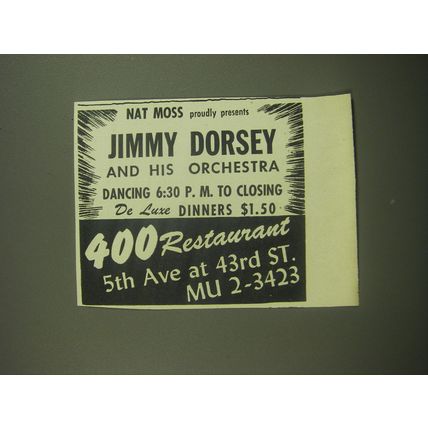 NAT MOSS proudly presents
JIMMY DORSEY
AND HIS ORCHESTRA
DANCING 6:30 P. M. TO CLOSING
De Luxe DINNERS $1.50
400 Restaurant
5th Ave at 43rd ST.
MU 2-3423